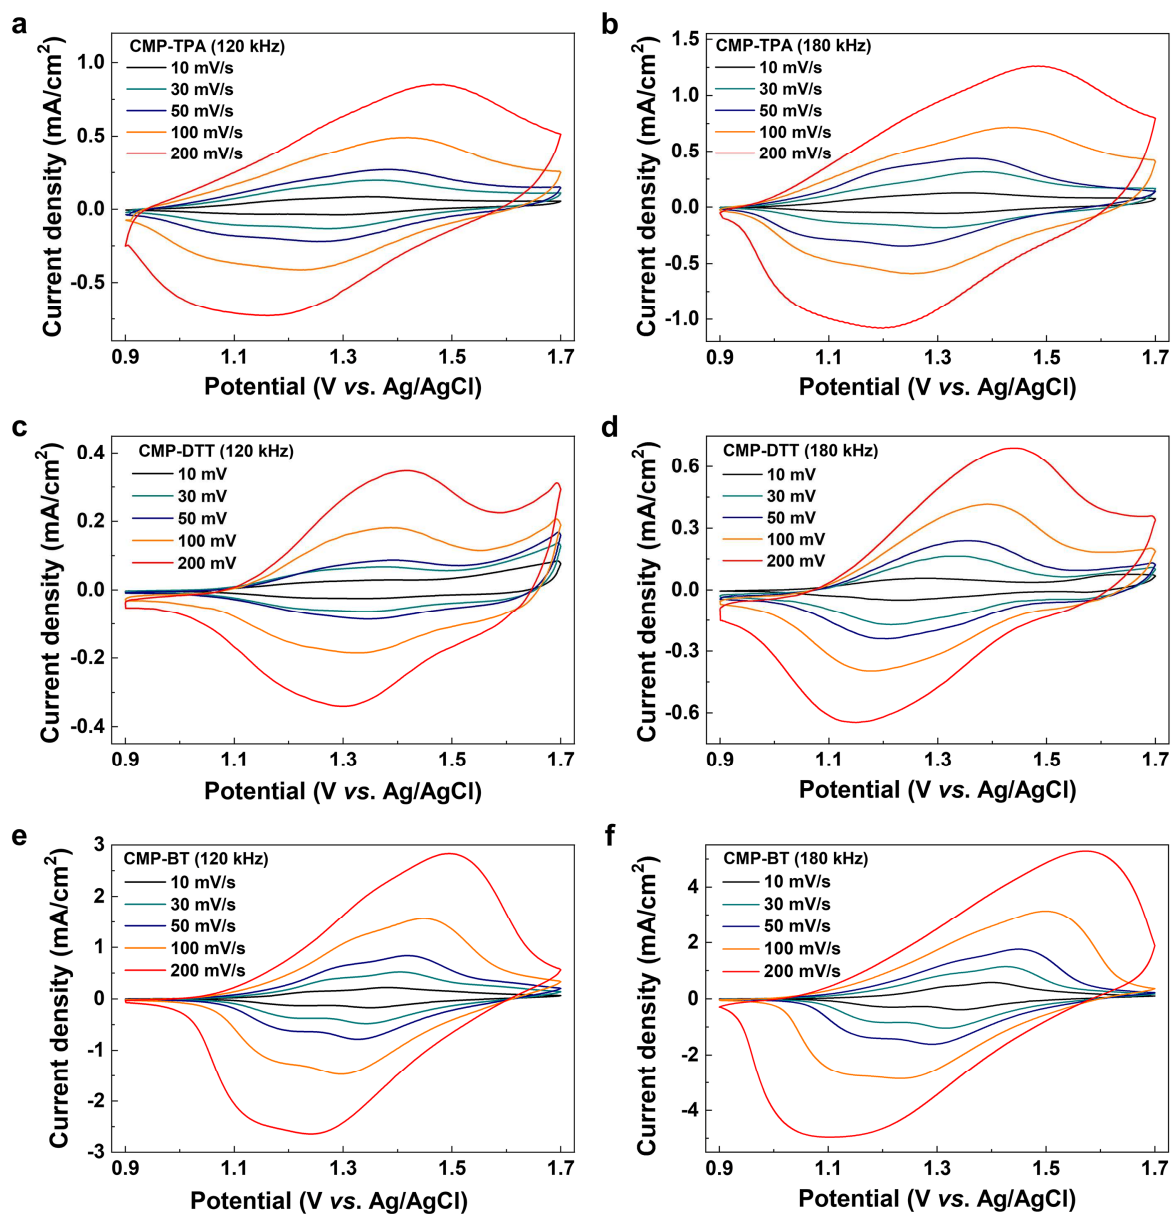 a
CMP-TPA (120 kHz)
10 mV/s
30 mV/s
50 mV/s
100 mV/s
200 mV/s
1.0
0.5
0.0
-0.5
0.9
1.1
1.3
1.5
1.7
Current density (mA/cm²)
Potential (V vs. Ag/AgCl)
b
CMP-TPA (180 kHz)
10 mV/s
30 mV/s
50 mV/s
100 mV/s
200 mV/s
1.5
1.0
0.5
0.0
-0.5
-1.0
0.9
1.1
1.3
1.5
1.7
Current density (mA/cm²)
Potential (V vs. Ag/AgCl)
c
CMP-DTT (120 kHz)
10 mV
30 mV
50 mV
100 mV
200 mV
0.4
0.2
0.0
-0.2
-0.4
0.9
1.1
1.3
1.5
1.7
Current density (mA/cm²)
Potential (V vs. Ag/AgCl)
d
CMP-DTT (180 kHz)
10 mV
30 mV
50 mV
100 mV
200 mV
0.6
0.3
0.0
-0.3
-0.6
0.9
1.1
1.3
1.5
1.7
Current density (mA/cm²)
Potential (V vs. Ag/AgCl)
e
CMP-BT (120 kHz)
10 mV/s
30 mV/s
50 mV/s
100 mV/s
200 mV/s
3
2
1
0
-1
-2
-3
0.9
1.1
1.3
1.5
1.7
Current density (mA/cm²)
Potential (V vs. Ag/AgCl)
f
CMP-BT (180 kHz)
10 mV/s
30 mV/s
50 mV/s
100 mV/s
200 mV/s
4
2
0
-2
-4
0.9
1.1
1.3
1.5
1.7
Current density (mA/cm²)
Potential (V vs. Ag/AgCl)